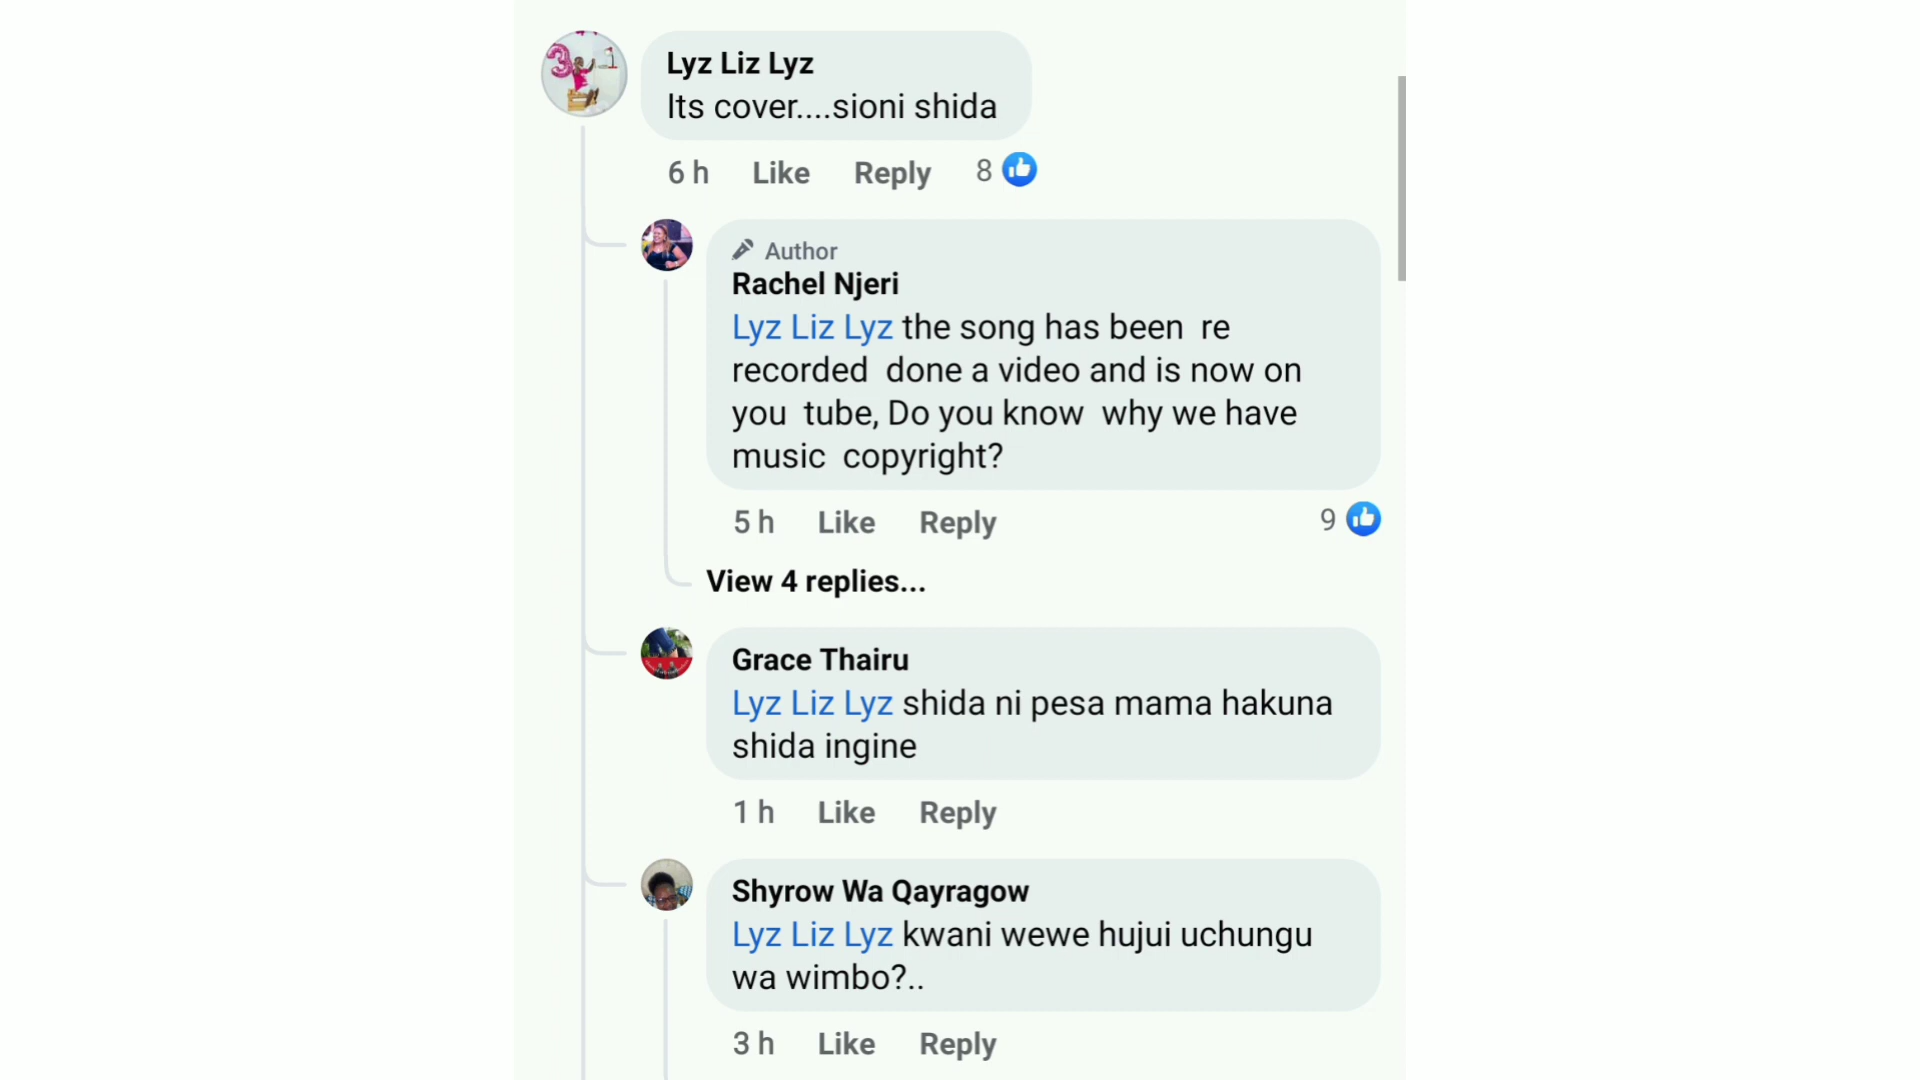 Lyz Liz Lyz
Its cover....sioni shida
6 h Like Reply 8
Author
Rachel Njeri
Lyz Liz Lyz the song has been re
recorded done a video and is now on
you tube, Do you know why we have
music copyright?
5 h Like Reply 9
View 4 replies...
Grace Thairu
Lyz Liz Lyz shida ni pesa mama hakuna
shida ingine
1 h Like Reply
Shyrow Wa Qayragow
Lyz Liz Lyz kwani wewe hujui uchungu
wa wimbo?..
3 h Like Reply